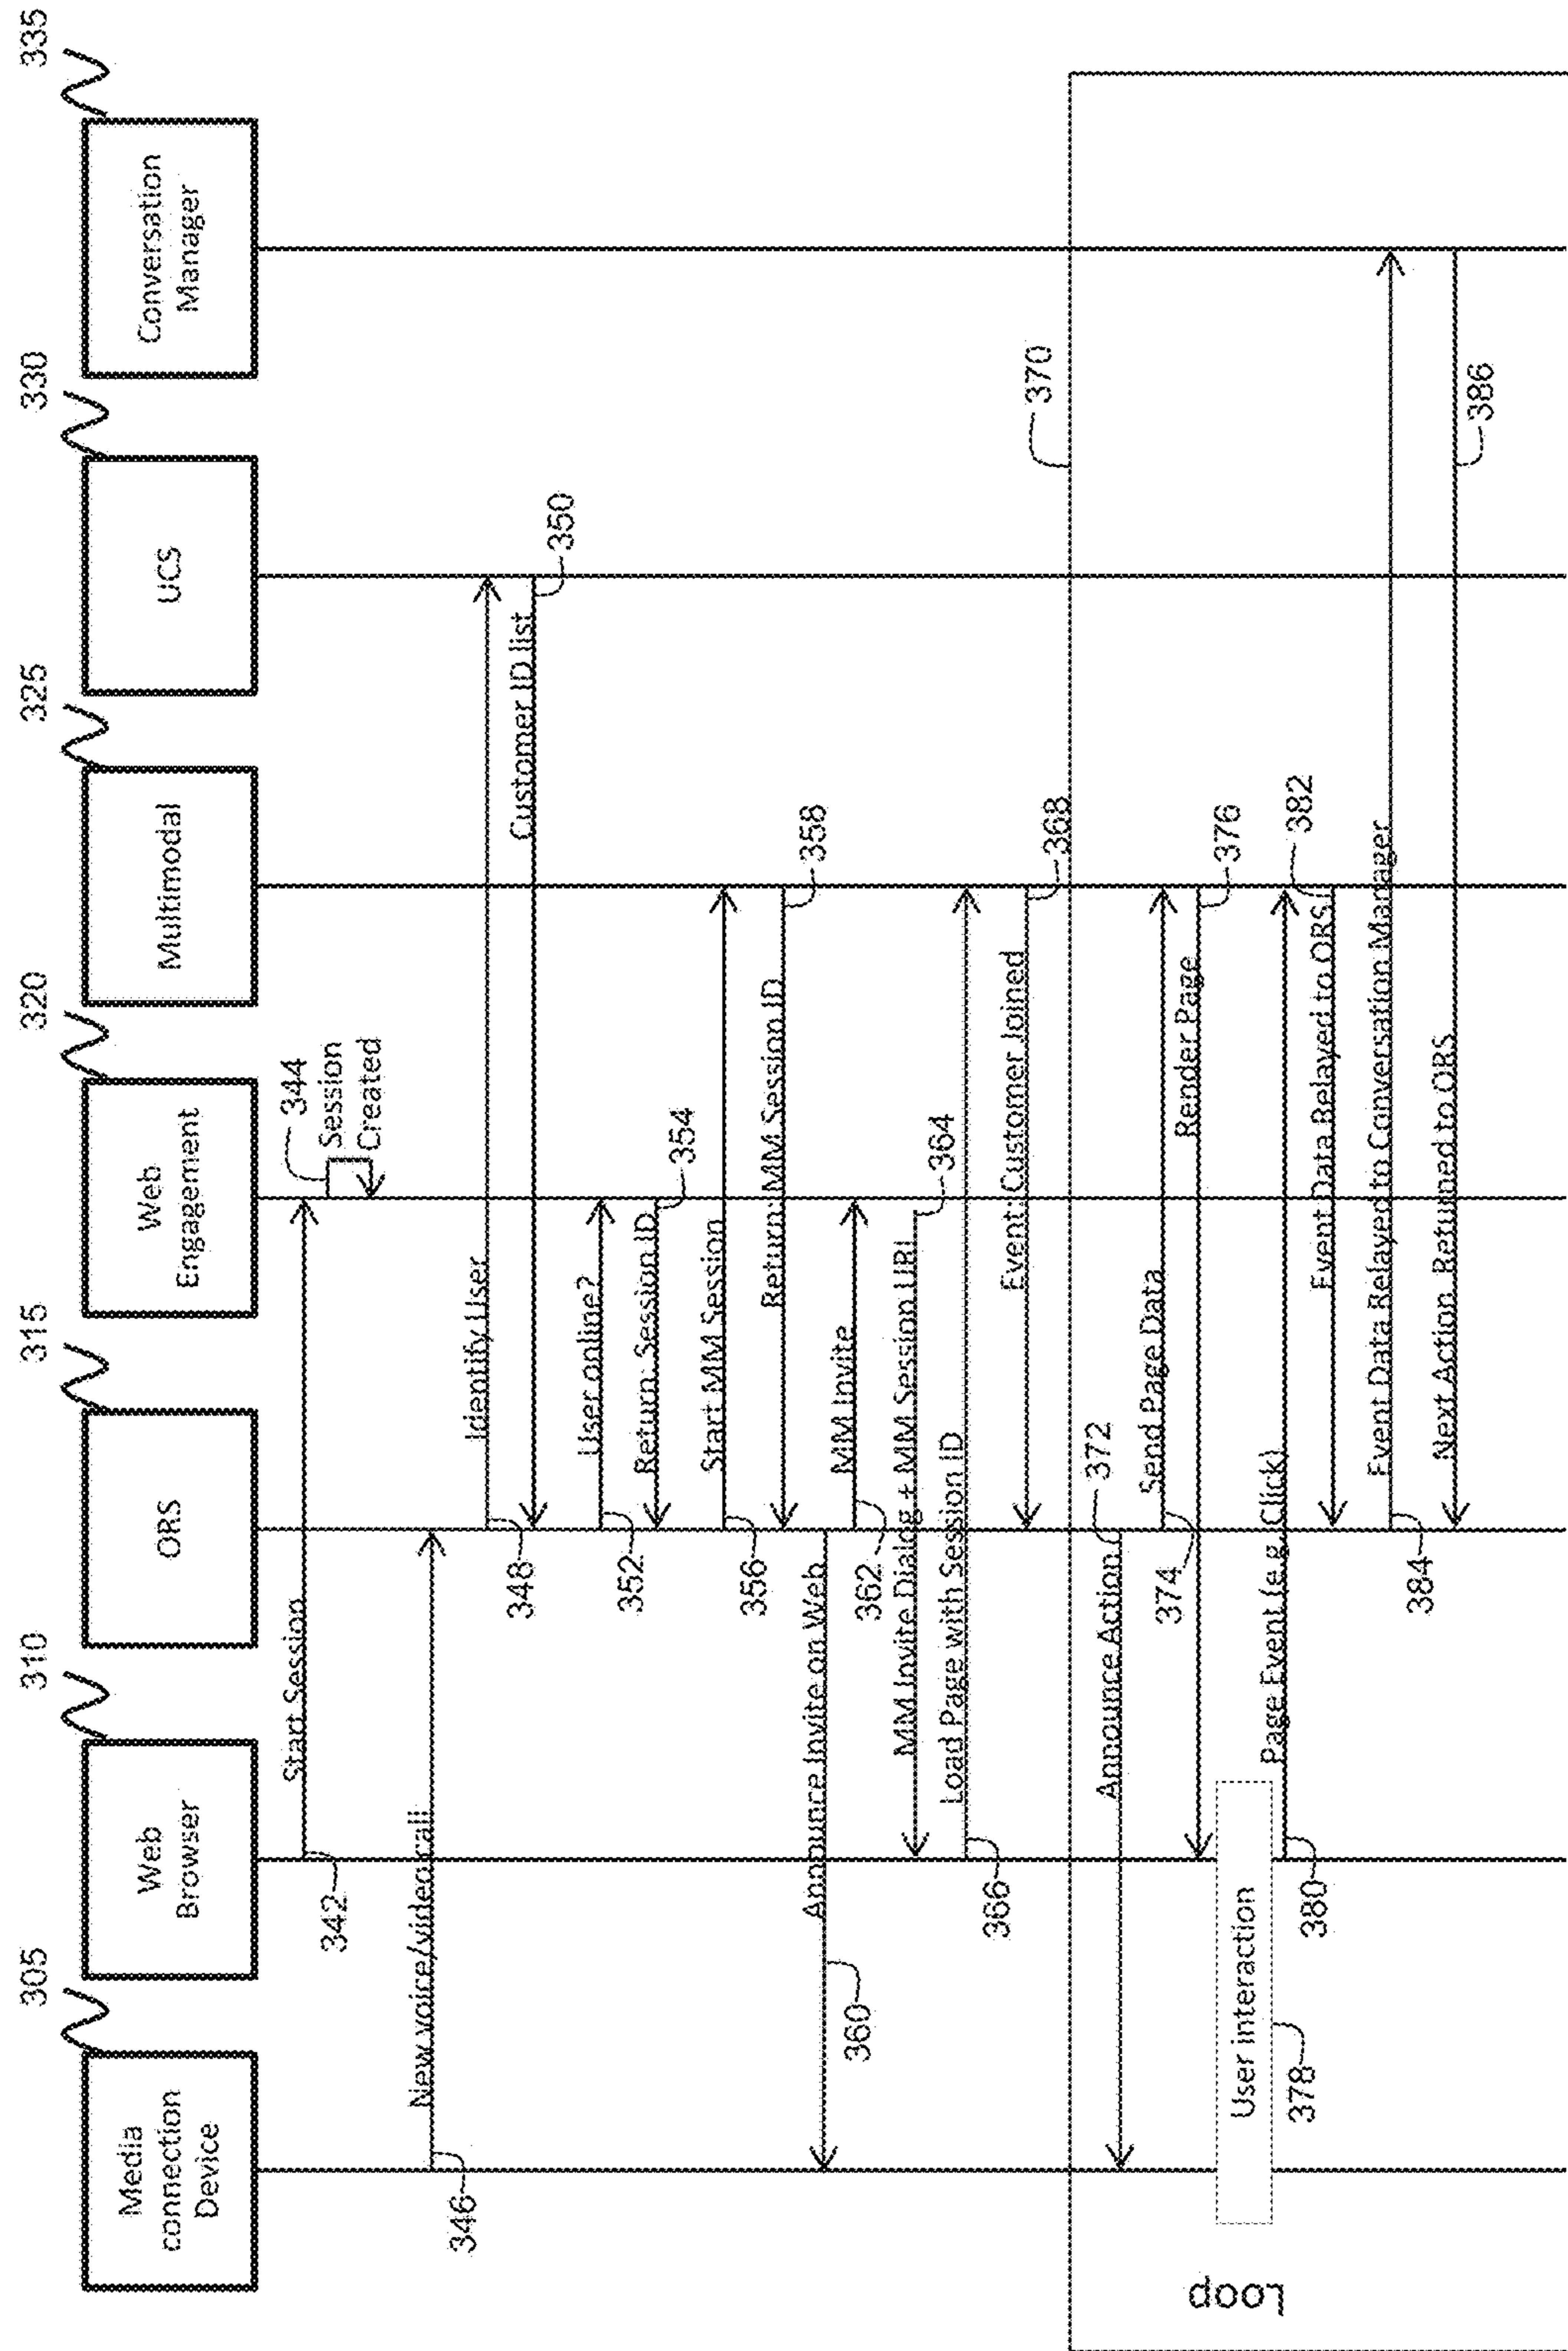 305
310
315
320
325
330
335
Media
connection
Device
Web
Browser
ORS
Web
Engagement
Multimodal
UCS
Conversation
Manager
Start Session
342
344
Session
Created
New voice/video call
346
Identify User
348
Customer ID list
350
User online?
352
Return: Session ID
354
Start MM Session
356
Return: MM Session ID
358
Announce Invite on Web
360
MM Invite
362
MM Invite Dialog + MM Session URL
364
Load Page with Session ID
366
Event: Customer Joined
368
370
Loop
Announce Action
372
Send Page Data
374
Render Page
376
User interaction
378
Page Event (e.g. Click)
380
Event Data Relayed to ORS
382
Event Data Relayed to Conversation Manager
384
Next Action Returned to ORS
386